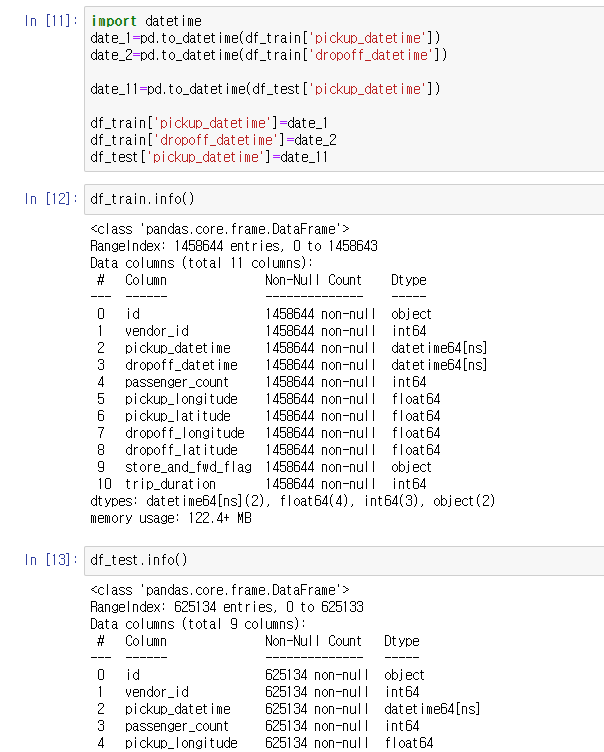 In [11]:
import datetime
date_1=pd.to_datetime(df_train['pickup_datetime'])
date_2=pd.to_datetime(df_train['dropoff_datetime'])
date_11=pd.to_datetime(df_test['pickup_datetime'])
df_train['pickup_datetime']=date_1
df_train['dropoff_datetime']=date_2
df_test['pickup_datetime']=date_11
In [12]:
df_train.info()
<class 'pandas.core.frame.DataFrame'>
RangeIndex: 1458644 entries, 0 to 1458643
Data columns (total 11 columns):
 #   Column              Non-Null Count    Dtype
---  ------              --------------    -----
 0   id                  1458644 non-null  object
 1   vendor_id           1458644 non-null  int64
 2   pickup_datetime     1458644 non-null  datetime64[ns]
 3   dropoff_datetime    1458644 non-null  datetime64[ns]
 4   passenger_count     1458644 non-null  int64
 5   pickup_longitude    1458644 non-null  float64
 6   pickup_latitude     1458644 non-null  float64
 7   dropoff_longitude   1458644 non-null  float64
 8   dropoff_latitude    1458644 non-null  float64
 9   store_and_fwd_flag  1458644 non-null  object
 10  trip_duration       1458644 non-null  int64
dtypes: datetime64[ns](2), float64(4), int64(3), object(2)
memory usage: 122.4+ MB
In [13]:
df_test.info()
<class 'pandas.core.frame.DataFrame'>
RangeIndex: 625134 entries, 0 to 625133
Data columns (total 9 columns):
 #   Column              Non-Null Count   Dtype
---  ------              --------------   -----
 0   id                  625134 non-null  object
 1   vendor_id           625134 non-null  int64
 2   pickup_datetime     625134 non-null  datetime64[ns]
 3   passenger_count     625134 non-null  int64
 4   pickup_longitude    625134 non-null  float64